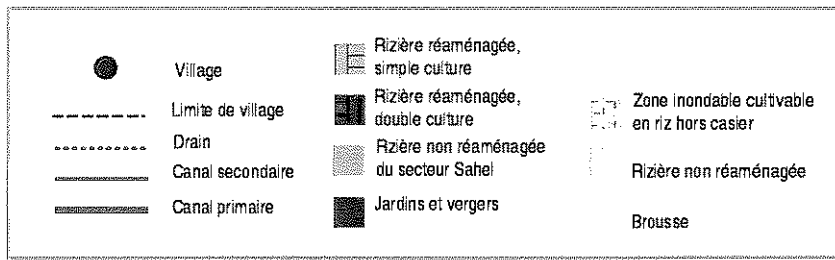 Village
Limite de village
Drain
Canal secondaire
Canal primaire
Rizière réaménagée,
simple culture
Rizière réaménagée,
double culture
Rzière non réaménagée
du secteur Sahel
Jardins et vergers
Zone inondable cultivable
en riz hors casier
Rizière non réaménagée
Brousse